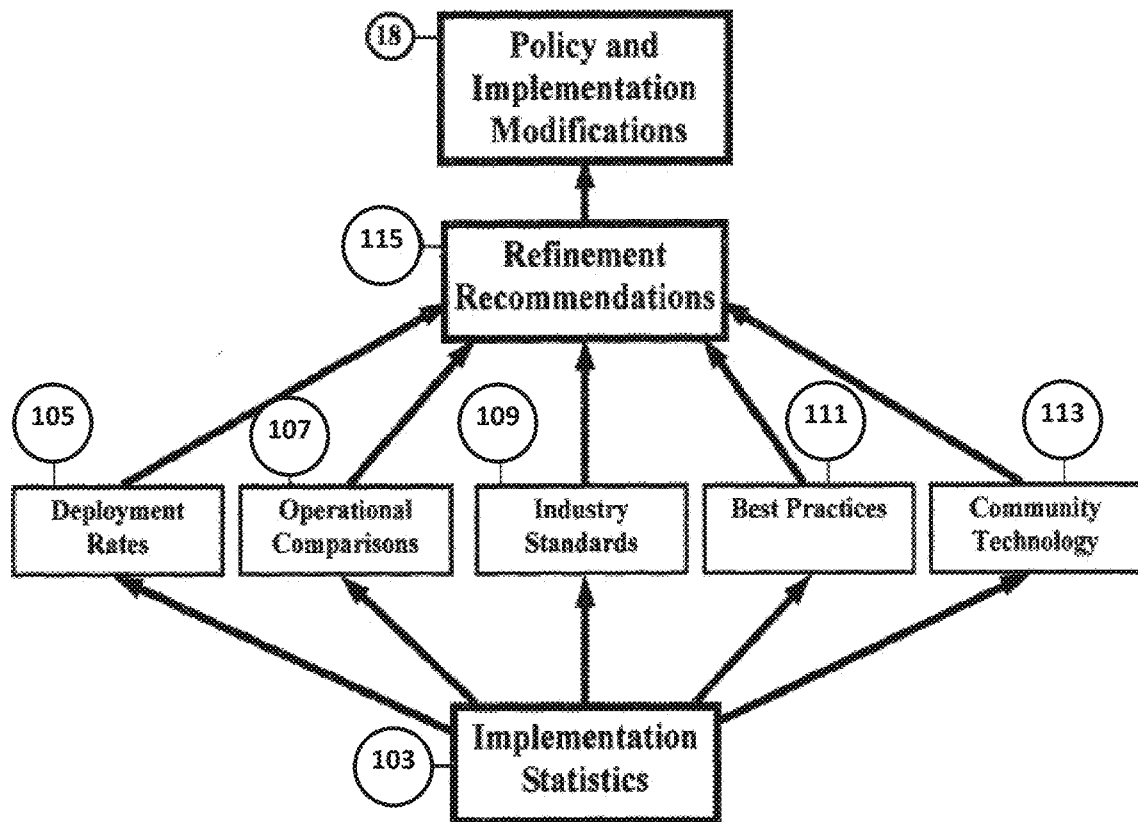 18
Policy and
Implementation
Modifications
115
Refinement
Recommendations
105
107
109
111
113
Deployment
Rates
Operational
Comparisons
Industry
Standards
Best Practices
Community
Technology
103
Implementation
Statistics